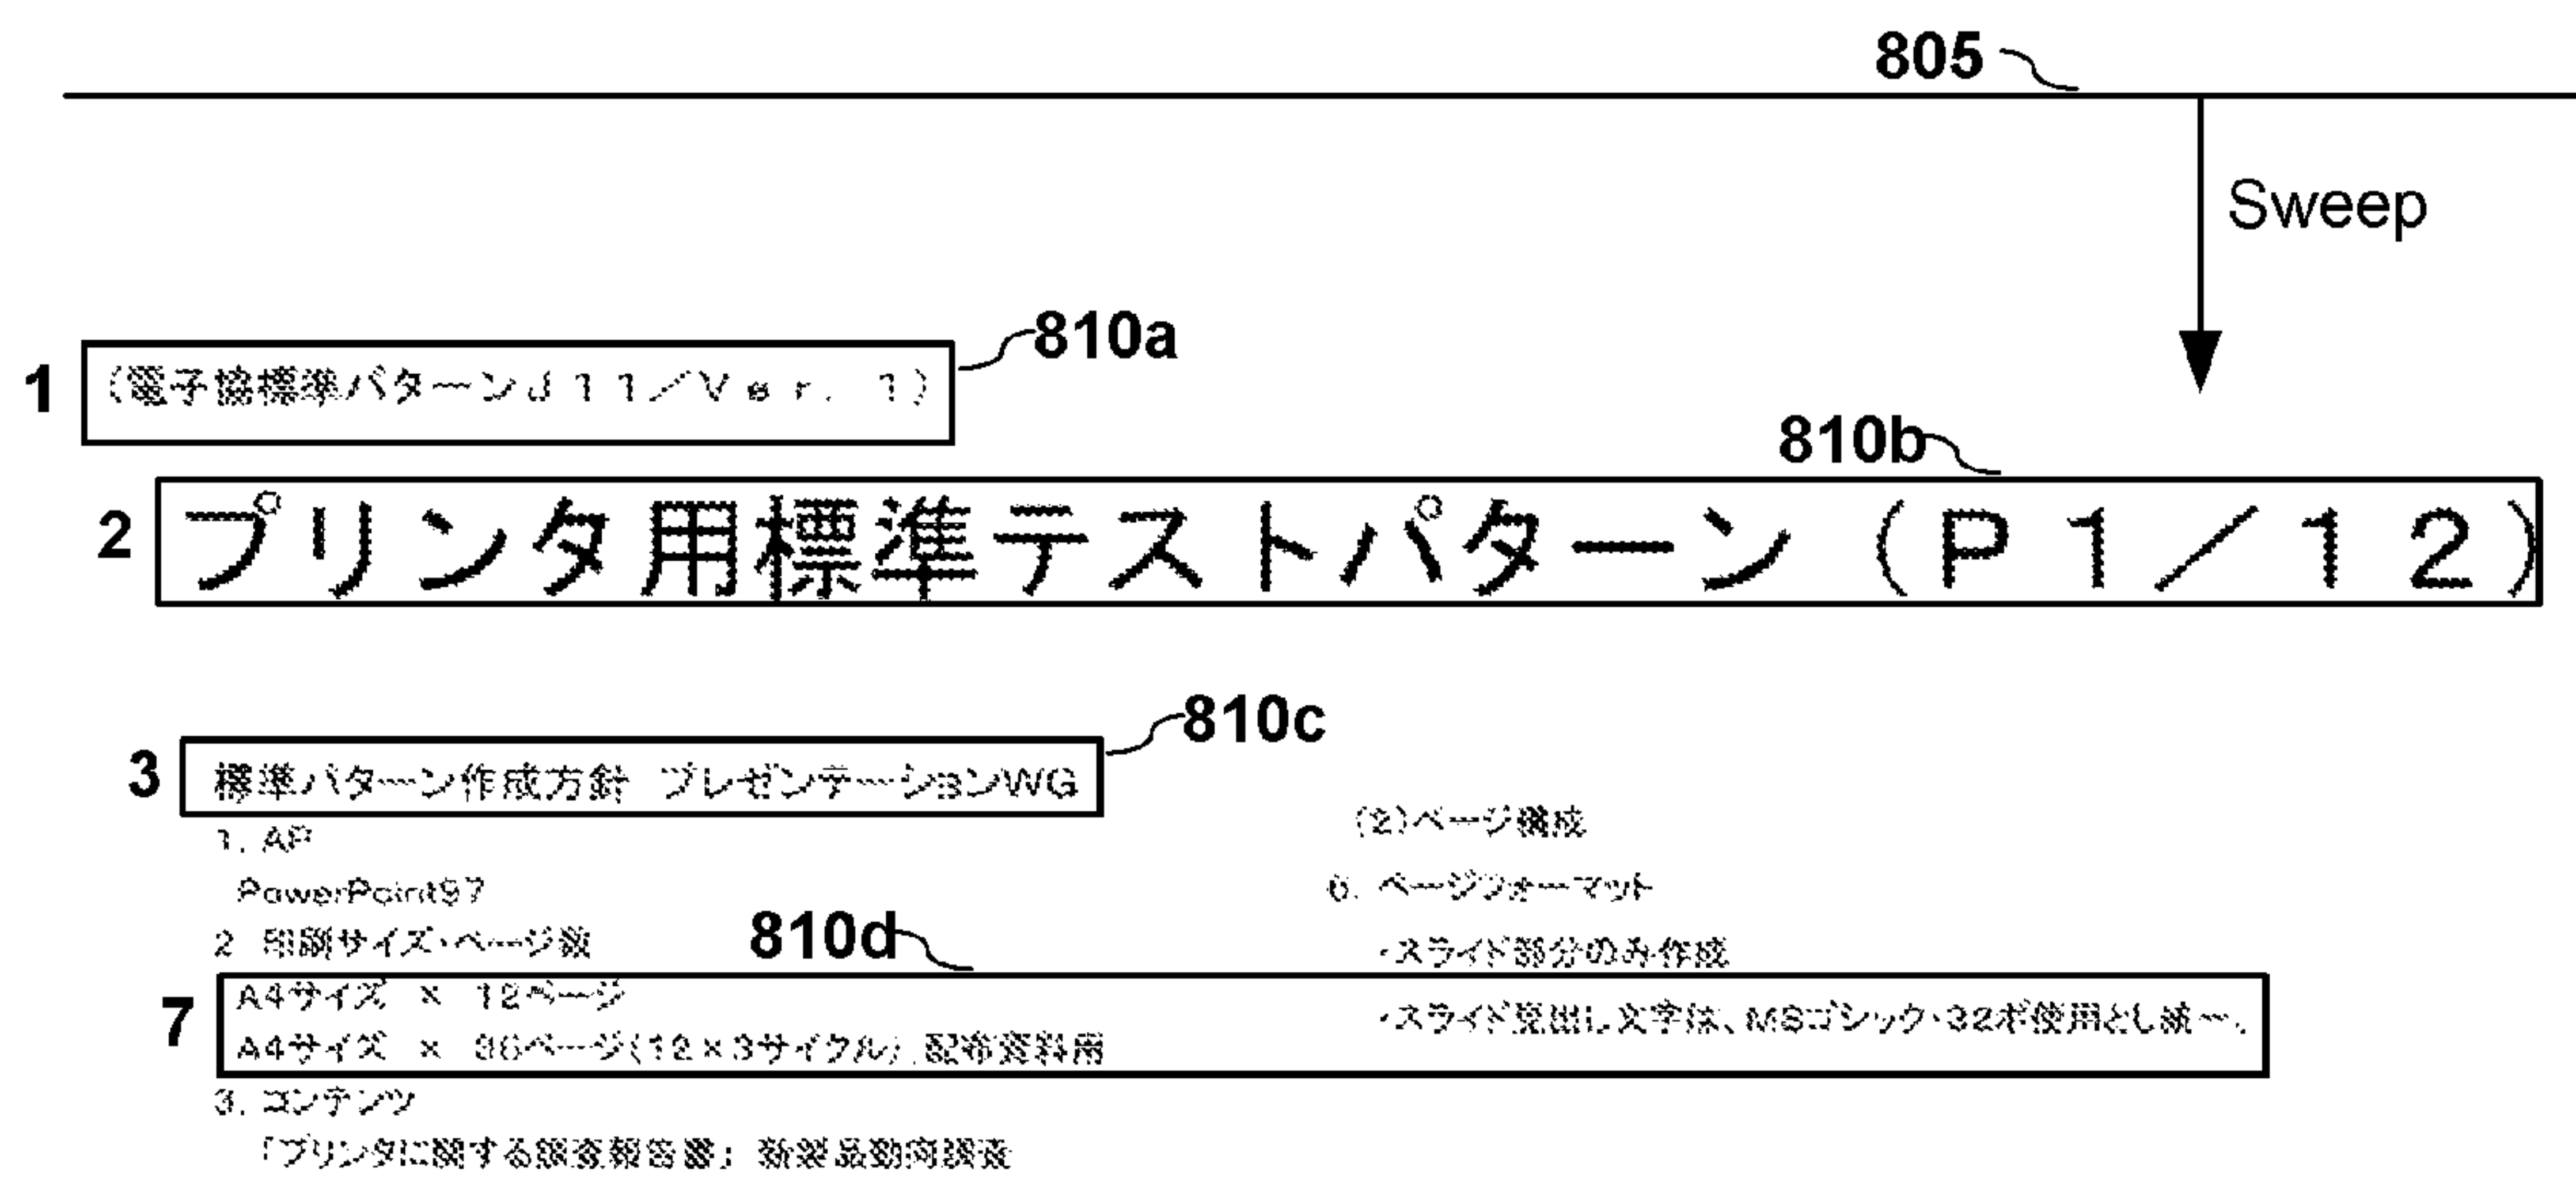 805
Sweep
810a
1 （電子協標準パターンJ11／Ver. 1）
810b
2 プリンタ用標準テストパターン（P1／12）
810c
3 標準パターン作成方針 プレゼンテーションWG
1. AP
PowerPoint97
2 印刷サイズ・ページ数
810d
7 A4サイズ × 12ページ
A4サイズ × 36ページ(12×3サイクル).配布資料用
3. コンテンツ
「プリンタに関する調査報告書」新製品動向調査
(2)ページ構成
6. ページフォーマット
・スライド部分のみ作成
・スライド見出し文字は、MSゴシック・32ポ使用とし統一.